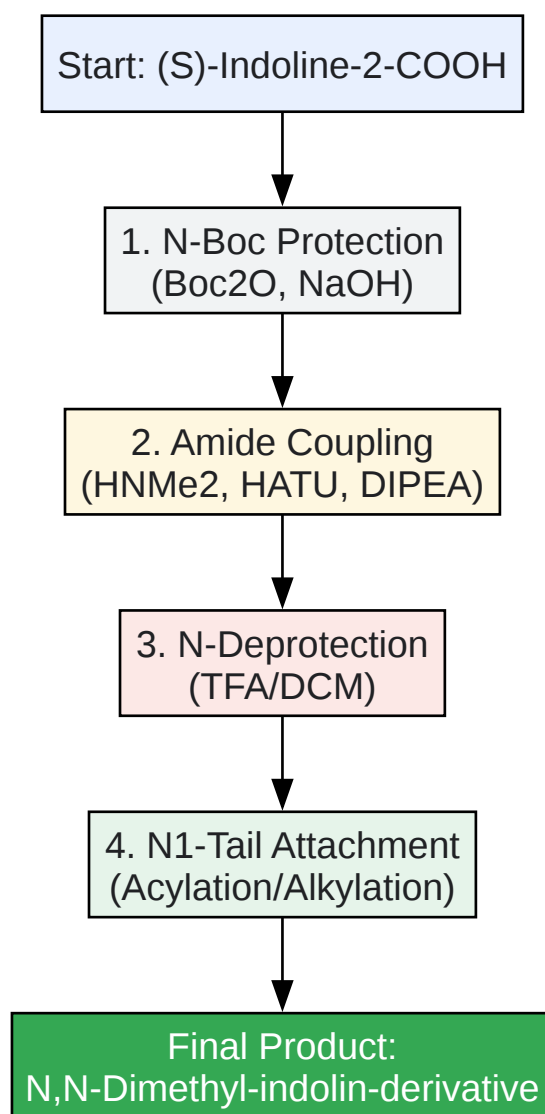 Start: (S)-Indoline-2-COOH
1. N-Boc Protection
(Boc2O, NaOH)
2. Amide Coupling
(HNMe2, HATU, DIPEA)
3. N-Deprotection
(TFA/DCM)
4. N1-Tail Attachment
(Acylation/Alkylation)
Final Product:
N,N-Dimethyl-indolin-derivative